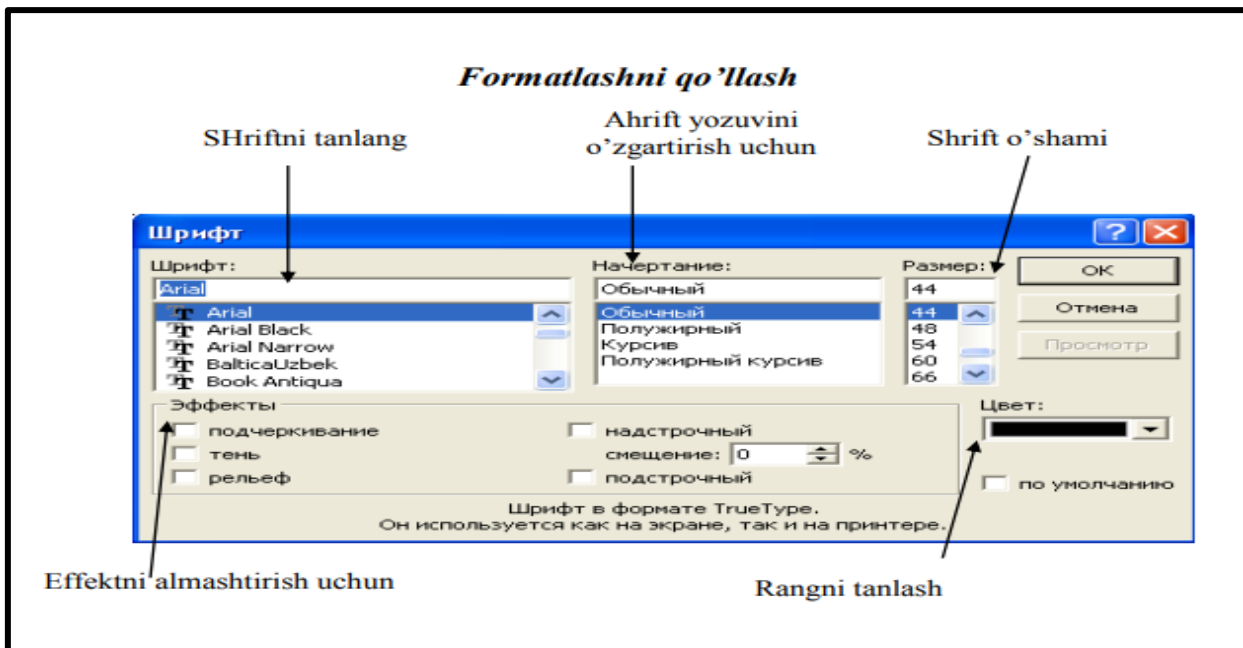 Formatlashni qo’llash
SHriftni tanlang
Ahrift yozuvini
o’zgartirish uchun
Shrift o’shami
Шрифт
Шрифт:
Начертание:
Размер:
Arial
Обычный
44
OK
Arial
Arial Black
Arial Narrow
BalticaUzbek
Book Antiqua
Обычный
Полужирный
Курсив
Полужирный курсив
44
48
54
60
66
Отмена
Просмотр
Эффекты
подчеркивание
тень
рельеф
надстрочный
смещение: 0 %
подстрочный
Цвет:
по умолчанию
Шрифт в формате TrueType.
Он используется как на экране, так и на принтере.
Effektni almashtirish uchun
Rangni tanlash